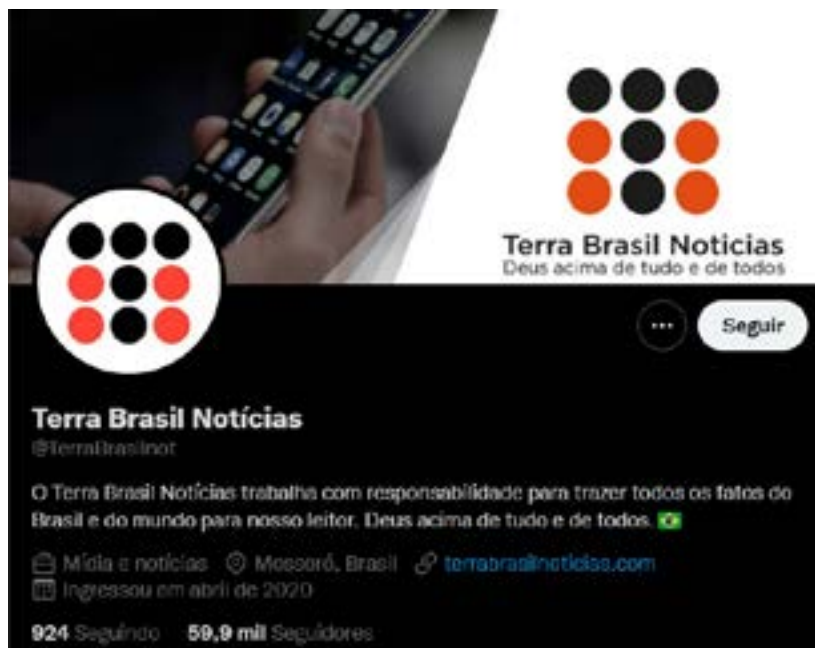 Terra Brasil Noticias
Deus acima de tudo e de todos
Seguir
Terra Brasil Notícias
@TerraBrasilnot
O Terra Brasil Notícias trabalha com responsabilidade para trazer todos os fatos do
Brasil e do mundo para nosso leitor. Deus acima de tudo e de todos.
Mídia e notícias Mossoró, Brasil terrabrasilnoticias.com
Ingressou em abril de 2020
924 Seguindo 59,9 mil Seguidores